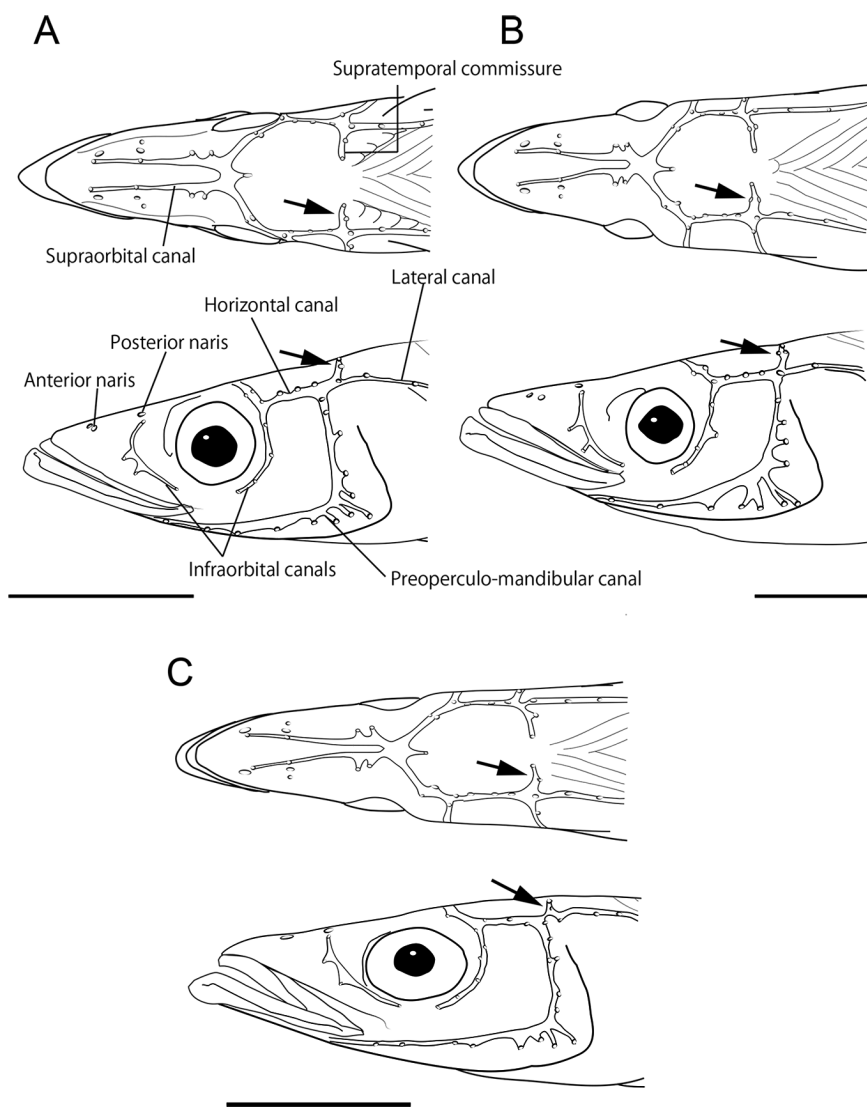 A
B
Supratemporal commissure
Supraorbital canal
Lateral canal
Horizontal canal
Posterior naris
Anterior naris
Infraorbital canals
Preoperculo-mandibular canal
C